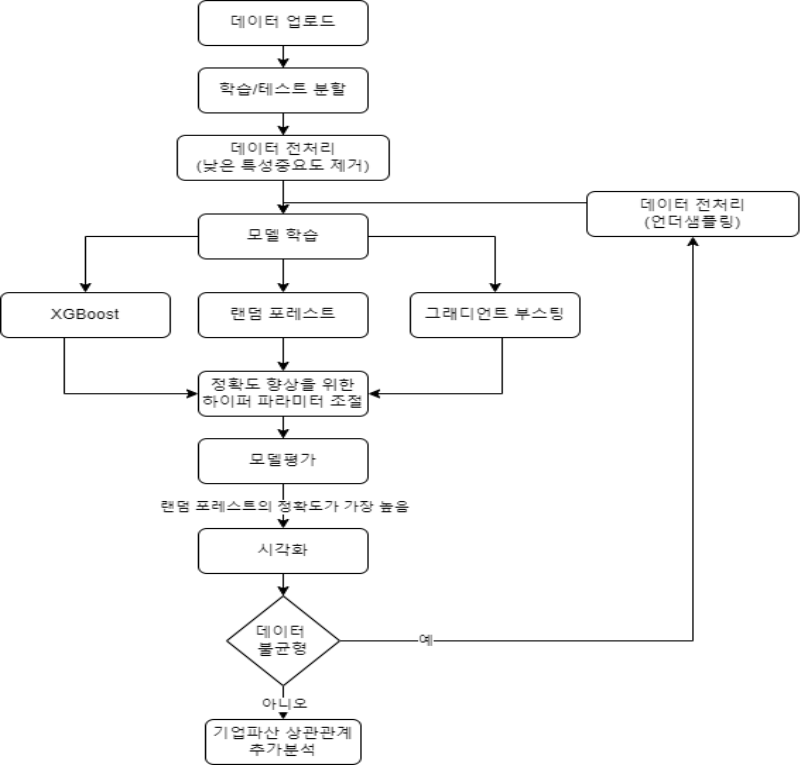 데이터 업로드
학습/테스트 분할
데이터 전처리
(낮은 특성중요도 제거)
데이터 전처리
(언더샘플링)
모델 학습
XGBoost
랜덤 포레스트
그래디언트 부스팅
정확도 향상을 위한
하이퍼 파라미터 조절
모델평가
랜덤 포레스트의 정확도가 가장 높음
시각화
데이터
불균형
예
아니오
기업파산 상관관계
추가분석